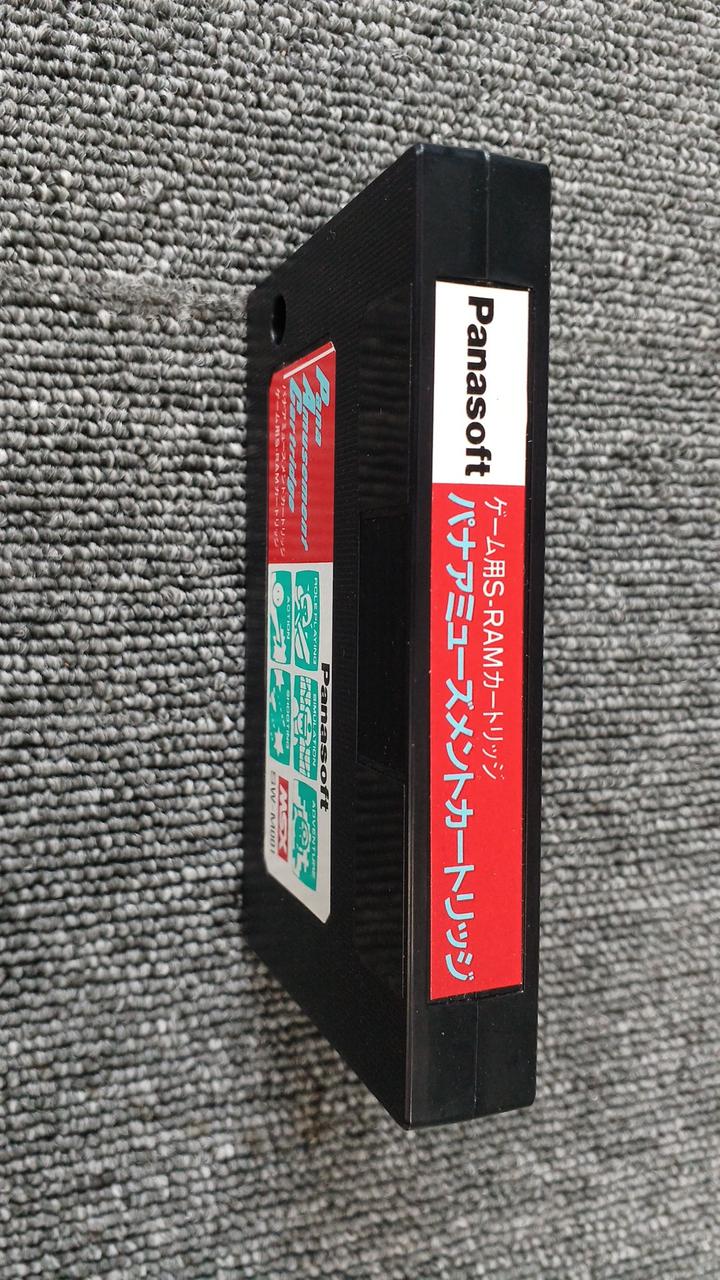 Panasoft
ゲーム用S-RAMカートリッジ
パナアミューズメントカートリッジ
Pana
Amusement
Cartridge
パナアミューズメントカートリッジ
ゲーム用S-RAMカートリッジ
Panasoft
ROLE PLAYING
SIMULATION
ADVENTURE
ACTION
SHOOTING
MSX
SW-M001